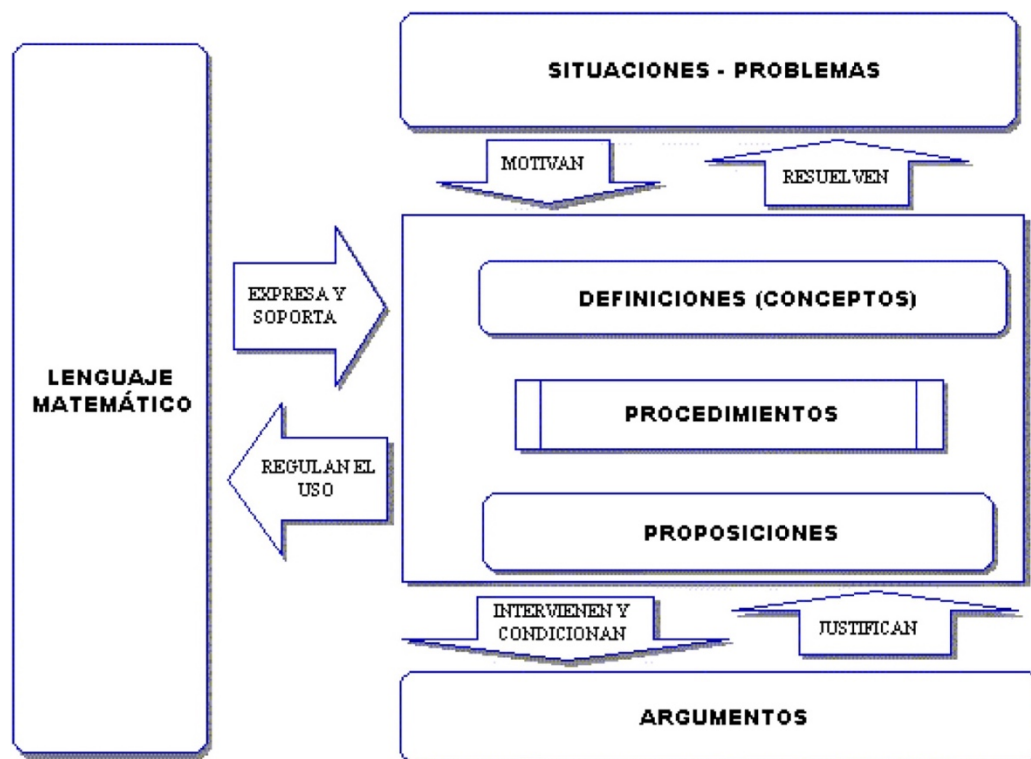 SITUACIONES - PROBLEMAS
MOTIVAN
RESUELVEN
EXPRESA Y
SOPORTA
DEFINICIONES (CONCEPTOS)
LENGUAJE
MATEMÁTICO
PROCEDIMIENTOS
REGULAN EL
USO
PROPOSICIONES
INTERVIENEN Y
CONDICIONAN
JUSTIFICAN
ARGUMENTOS